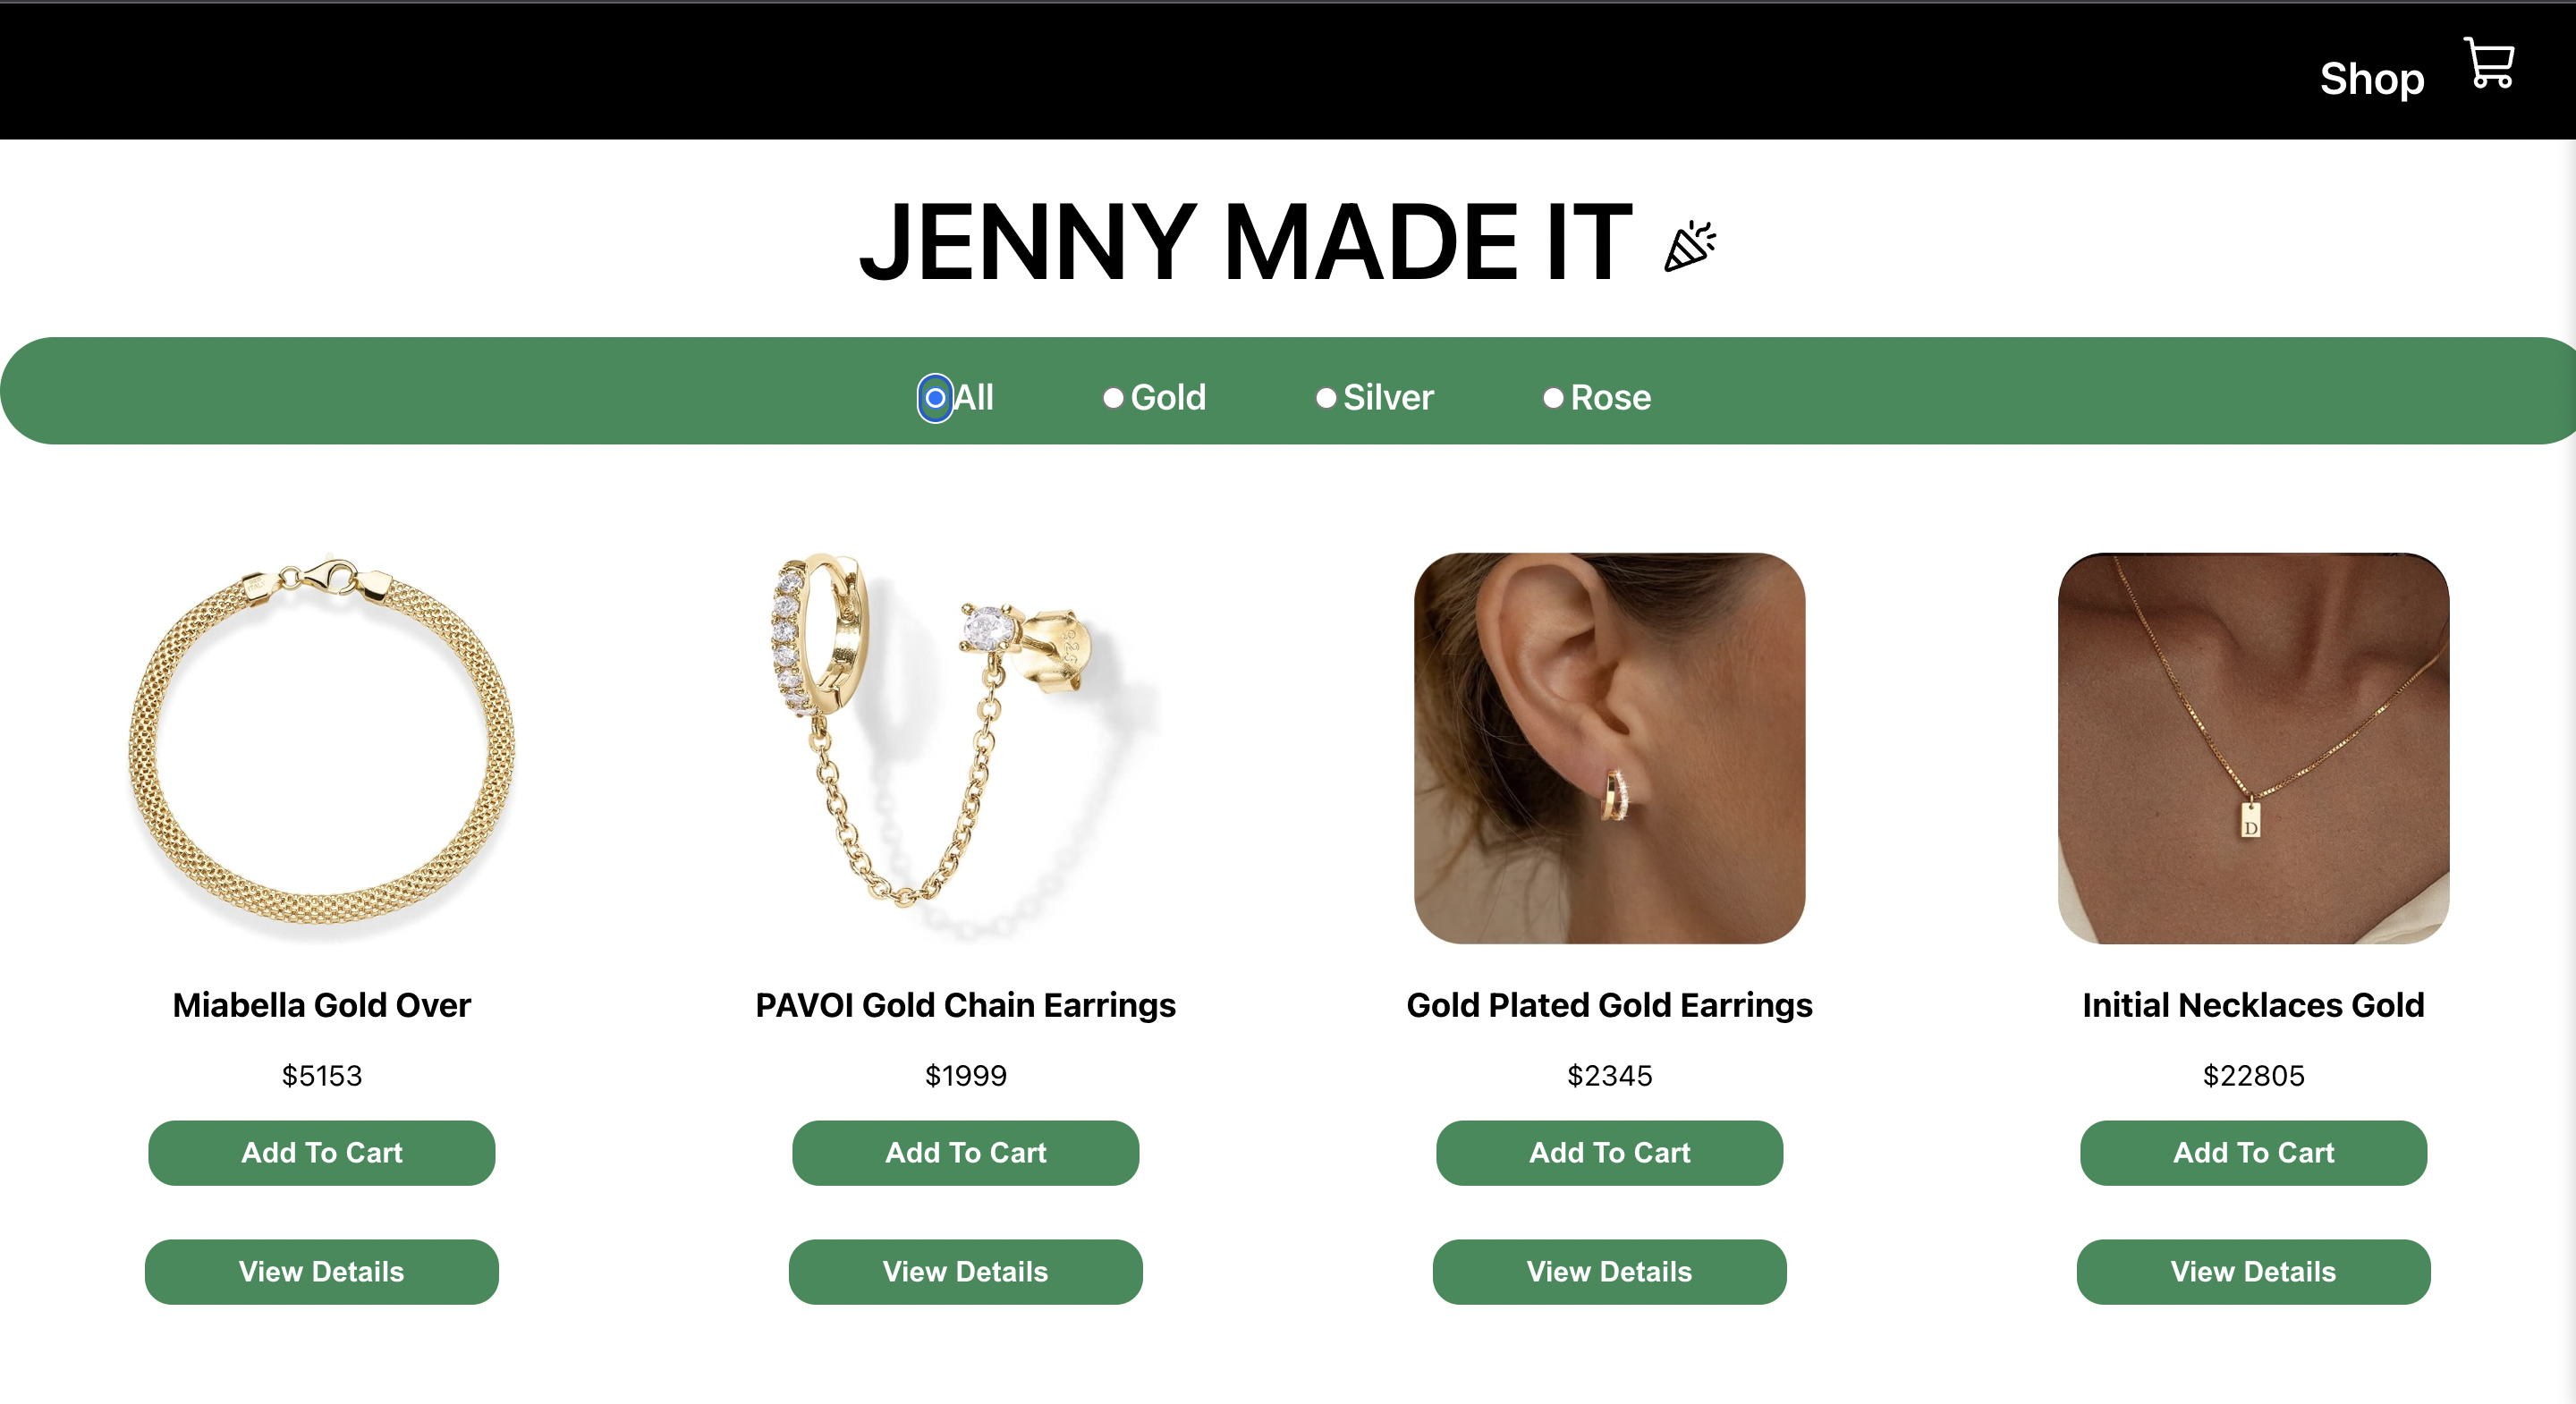 Shop
JENNY MADE IT
All Gold Silver Rose
925
D
Miabella Gold Over PAVOI Gold Chain Earrings Gold Plated Gold Earrings Initial Necklaces Gold
$5153 $1999 $2345 $22805
Add To Cart Add To Cart Add To Cart Add To Cart
View Details View Details View Details View Details